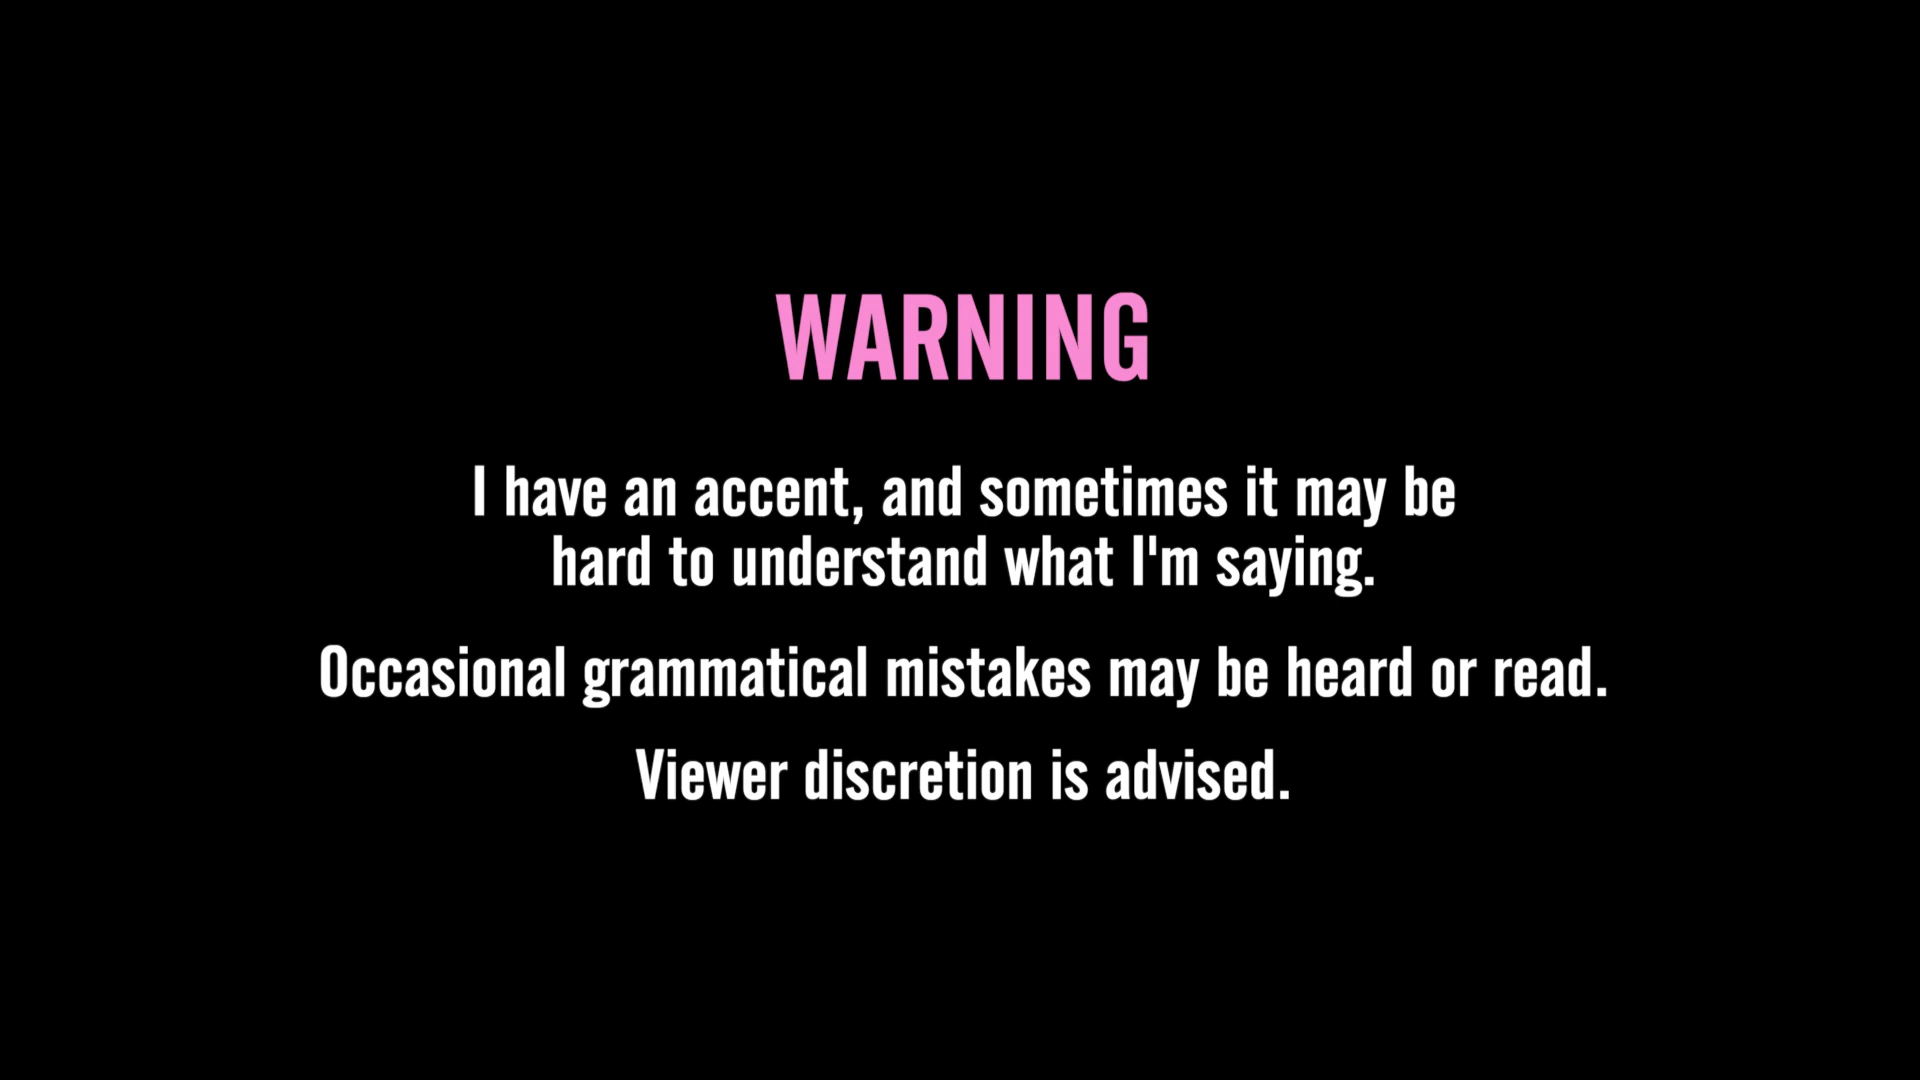 WARNING
I have an accent, and sometimes it may be
hard to understand what I'm saying.
Occasional grammatical mistakes may be heard or read.
Viewer discretion is advised.